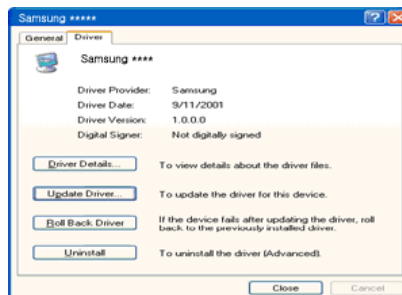 Samsung *****
General Driver
Samsung ****
Driver Provider: Samsung
Driver Date: 9/11/2001
Driver Version: 1.0.0.0
Digital Signer: Not digitally signed
Driver Details... To view details about the driver files.
Update Driver... To update the driver for this device.
Roll Back Driver If the device fails after updating the driver, roll
back to the previously installed driver.
Uninstall To uninstall the driver (Advanced).
Close Cancel